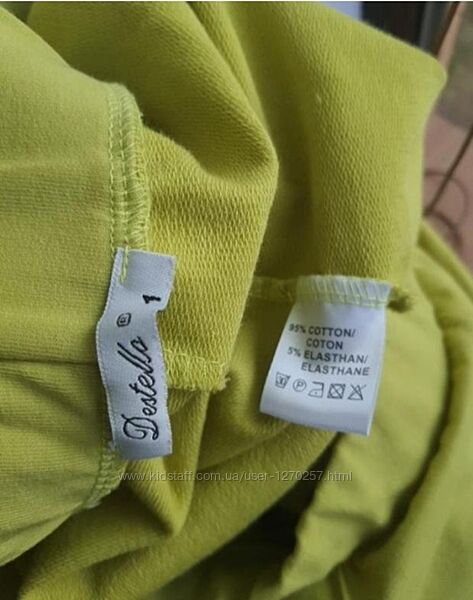 Destello ®
1
95% COTTON/
COTON
5% ELASTHAN/
ELASTHANE
P
www.kidstaff.com.ua/user-1270257.html